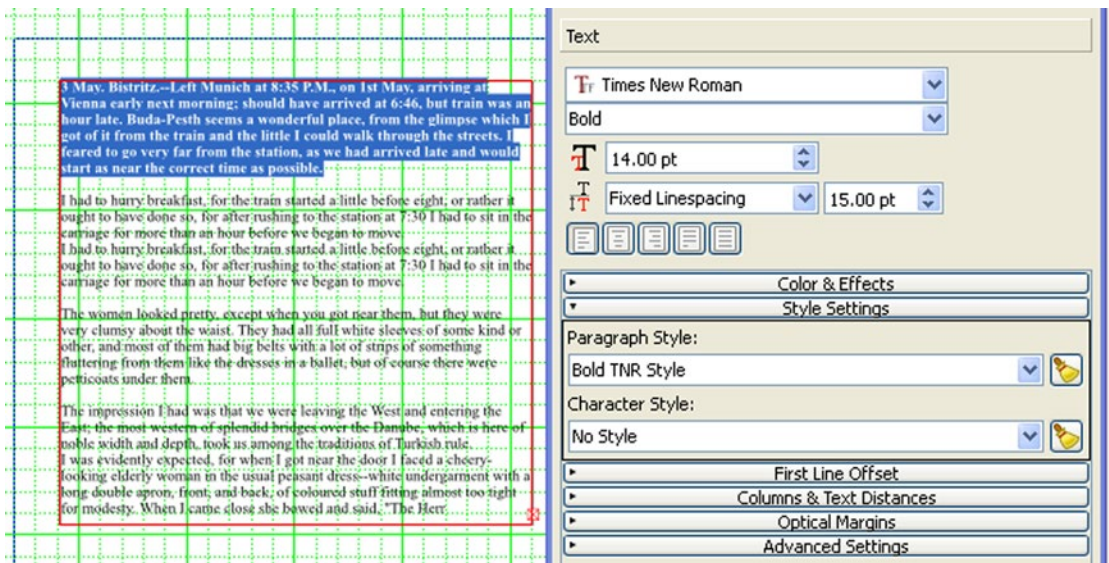 3 May. Bistritz.--Left Munich at 8:35 P.M., on 1st May, arriving at
Vienna early next morning; should have arrived at 6:46, but train was an
hour late. Buda-Pesth seems a wonderful place, from the glimpse which I
got of it from the train and the little I could walk through the streets. I
feared to go very far from the station, as we had arrived late and would
start as near the correct time as possible.
I had to hurry breakfast, for the train started a little before eight, or rather it
ought to have done so, for after rushing to the station at 7:30 I had to sit in the
carriage for more than an hour before we began to move.
I had to hurry breakfast, for the train started a little before eight, or rather it
ought to have done so, for after rushing to the station at 7:30 I had to sit in the
carriage for more than an hour before we began to move.
The women looked pretty, except when you got near them, but they were
very clumsy about the waist. They had all full white sleeves of some kind or
other, and most of them had big belts with a lot of strips of something
fluttering from them like the dresses in a ballet, but of course there were
petticoats under them.
The impression I had was that we were leaving the West and entering the
East; the most western of splendid bridges over the Danube, which is here of
noble width and depth, took us among the traditions of Turkish rule.
I was evidently expected, for when I got near the door I faced a cheery-
looking elderly woman in the usual peasant dress--white undergarment with a
long double apron, front, and back, of coloured stuff fitting almost too tight
for modesty. When I came close she bowed and said, "The Herr
Text
Times New Roman
Bold
14.00 pt
Fixed Linespacing 15.00 pt
Color & Effects
Style Settings
Paragraph Style:
Bold TNR Style
Character Style:
No Style
First Line Offset
Columns & Text Distances
Optical Margins
Advanced Settings